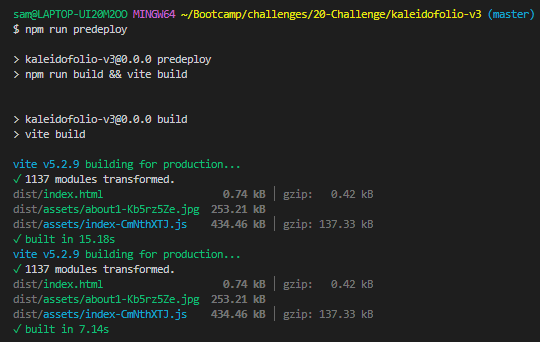 sam@LAPTOP-UI20M2OO MINGW64 ~/Bootcamp/challenges/20-Challenge/kaleidofolio-v3 (master)
$ npm run predeploy

> kaleidofolio-v3@0.0.0 predeploy
> npm run build && vite build


> kaleidofolio-v3@0.0.0 build
> vite build

vite v5.2.9 building for production...
✓ 1137 modules transformed.
dist/index.html                   0.74 kB │ gzip:   0.42 kB
dist/assets/about1-Kb5rz5Ze.jpg  253.21 kB
dist/assets/index-CmNthXTJ.js    434.46 kB │ gzip: 137.33 kB
✓ built in 15.18s
vite v5.2.9 building for production...
✓ 1137 modules transformed.
dist/index.html                   0.74 kB │ gzip:   0.42 kB
dist/assets/about1-Kb5rz5Ze.jpg  253.21 kB
dist/assets/index-CmNthXTJ.js    434.46 kB │ gzip: 137.33 kB
✓ built in 7.14s